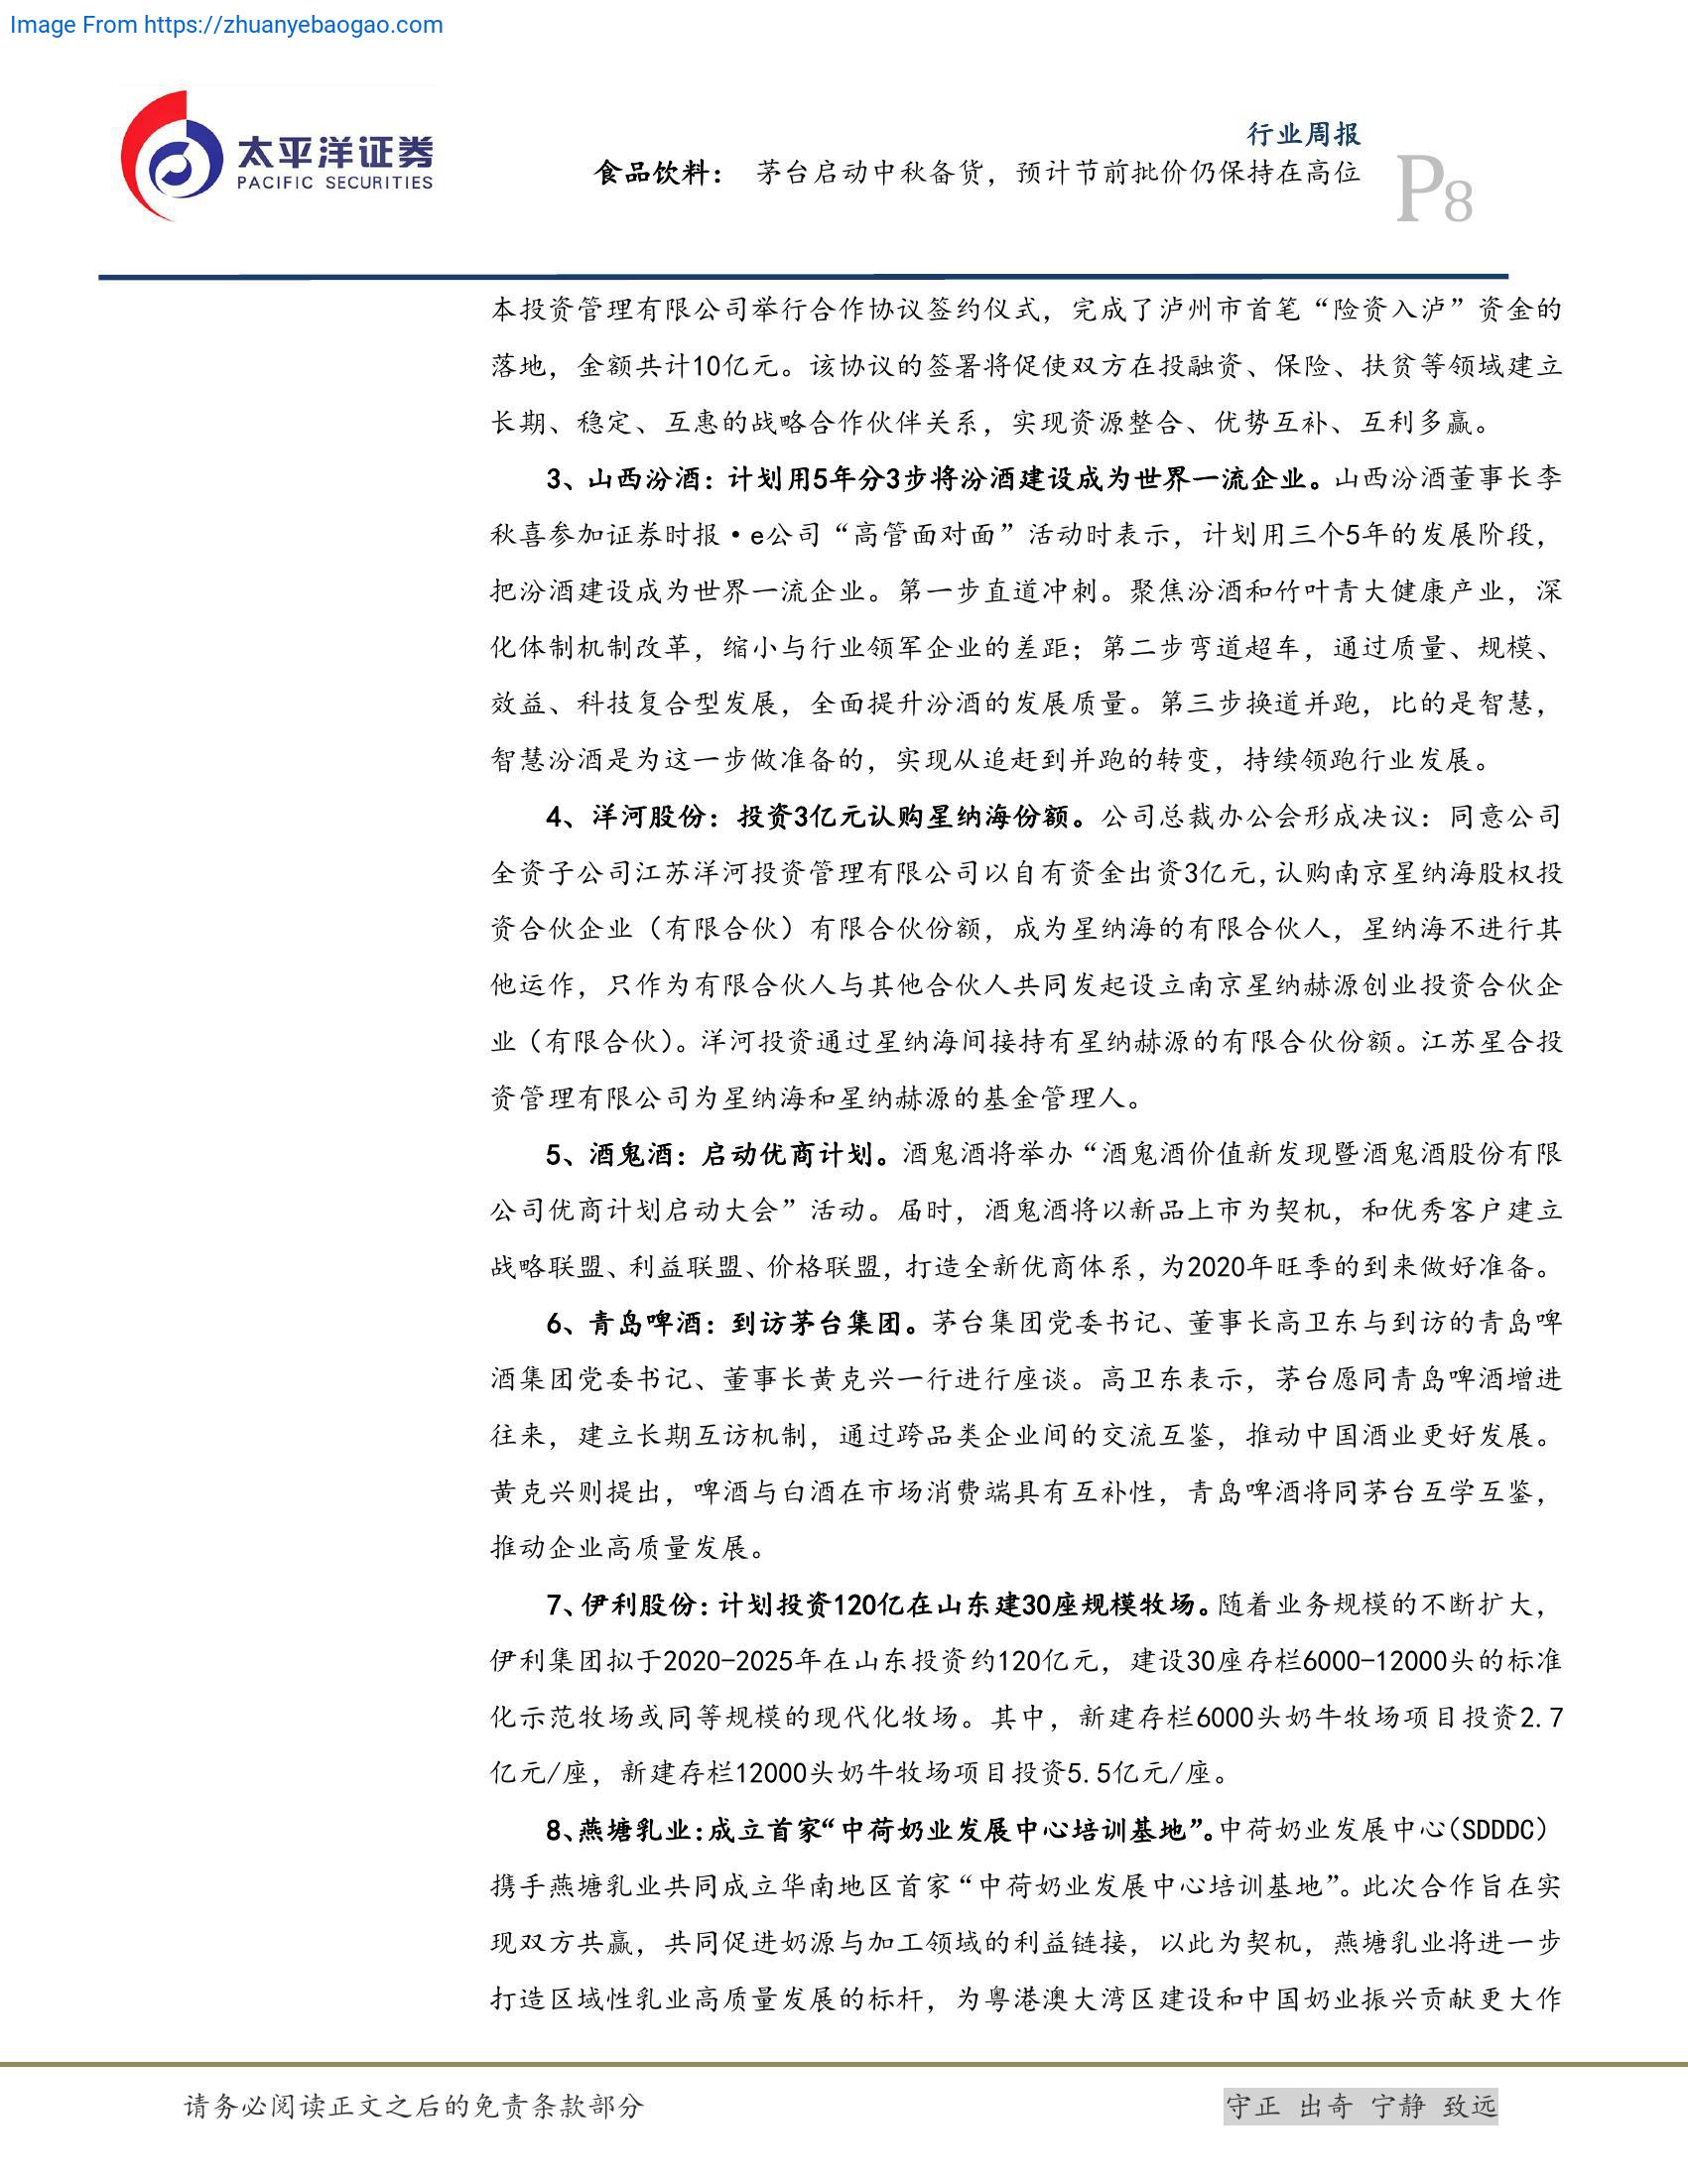 Image From https://zhuanyebaogao.com
太平洋证券
PACIFIC SECURITIES
行业周报
食品饮料： 茅台启动中秋备货，预计节前批价仍保持在高位
P8
本投资管理有限公司举行合作协议签约仪式，完成了泸州市首笔“险资入泸”资金的
落地，金额共计10亿元。该协议的签署将促使双方在投融资、保险、扶贫等领域建立
长期、稳定、互惠的战略合作伙伴关系，实现资源整合、优势互补、互利多赢。
3、山西汾酒：计划用5年分3步将汾酒建设成为世界一流企业。山西汾酒董事长李
秋喜参加证券时报·e公司“高管面对面”活动时表示，计划用三个5年的发展阶段，
把汾酒建设成为世界一流企业。第一步直道冲刺。聚焦汾酒和竹叶青大健康产业，深
化体制机制改革，缩小与行业领军企业的差距；第二步弯道超车，通过质量、规模、
效益、科技复合型发展，全面提升汾酒的发展质量。第三步换道并跑，比的是智慧，
智慧汾酒是为这一步做准备的，实现从追赶到并跑的转变，持续领跑行业发展。
4、洋河股份：投资3亿元认购星纳海份额。公司总裁办公会形成决议：同意公司
全资子公司江苏洋河投资管理有限公司以自有资金出资3亿元,认购南京星纳海股权投
资合伙企业（有限合伙）有限合伙份额，成为星纳海的有限合伙人，星纳海不进行其
他运作，只作为有限合伙人与其他合伙人共同发起设立南京星纳赫源创业投资合伙企
业（有限合伙）。洋河投资通过星纳海间接持有星纳赫源的有限合伙份额。江苏星合投
资管理有限公司为星纳海和星纳赫源的基金管理人。
5、酒鬼酒：启动优商计划。酒鬼酒将举办“酒鬼酒价值新发现暨酒鬼酒股份有限
公司优商计划启动大会”活动。届时，酒鬼酒将以新品上市为契机，和优秀客户建立
战略联盟、利益联盟、价格联盟，打造全新优商体系，为2020年旺季的到来做好准备。
6、青岛啤酒：到访茅台集团。茅台集团党委书记、董事长高卫东与到访的青岛啤
酒集团党委书记、董事长黄克兴一行进行座谈。高卫东表示，茅台愿同青岛啤酒增进
往来，建立长期互访机制，通过跨品类企业间的交流互鉴，推动中国酒业更好发展。
黄克兴则提出，啤酒与白酒在市场消费端具有互补性，青岛啤酒将同茅台互学互鉴，
推动企业高质量发展。
7、伊利股份：计划投资120亿在山东建30座规模牧场。随着业务规模的不断扩大，
伊利集团拟于2020-2025年在山东投资约120亿元，建设30座存栏6000-12000头的标准
化示范牧场或同等规模的现代化牧场。其中，新建存栏6000头奶牛牧场项目投资2.7
亿元/座，新建存栏12000头奶牛牧场项目投资5.5亿元/座。
8、燕塘乳业：成立首家“中荷奶业发展中心培训基地”。中荷奶业发展中心（SDDDC）
携手燕塘乳业共同成立华南地区首家“中荷奶业发展中心培训基地”。此次合作旨在实
现双方共赢，共同促进奶源与加工领域的利益链接，以此为契机，燕塘乳业将进一步
打造区域性乳业高质量发展的标杆，为粤港澳大湾区建设和中国奶业振兴贡献更大作
请务必阅读正文之后的免责条款部分
守正 出奇 宁静 致远